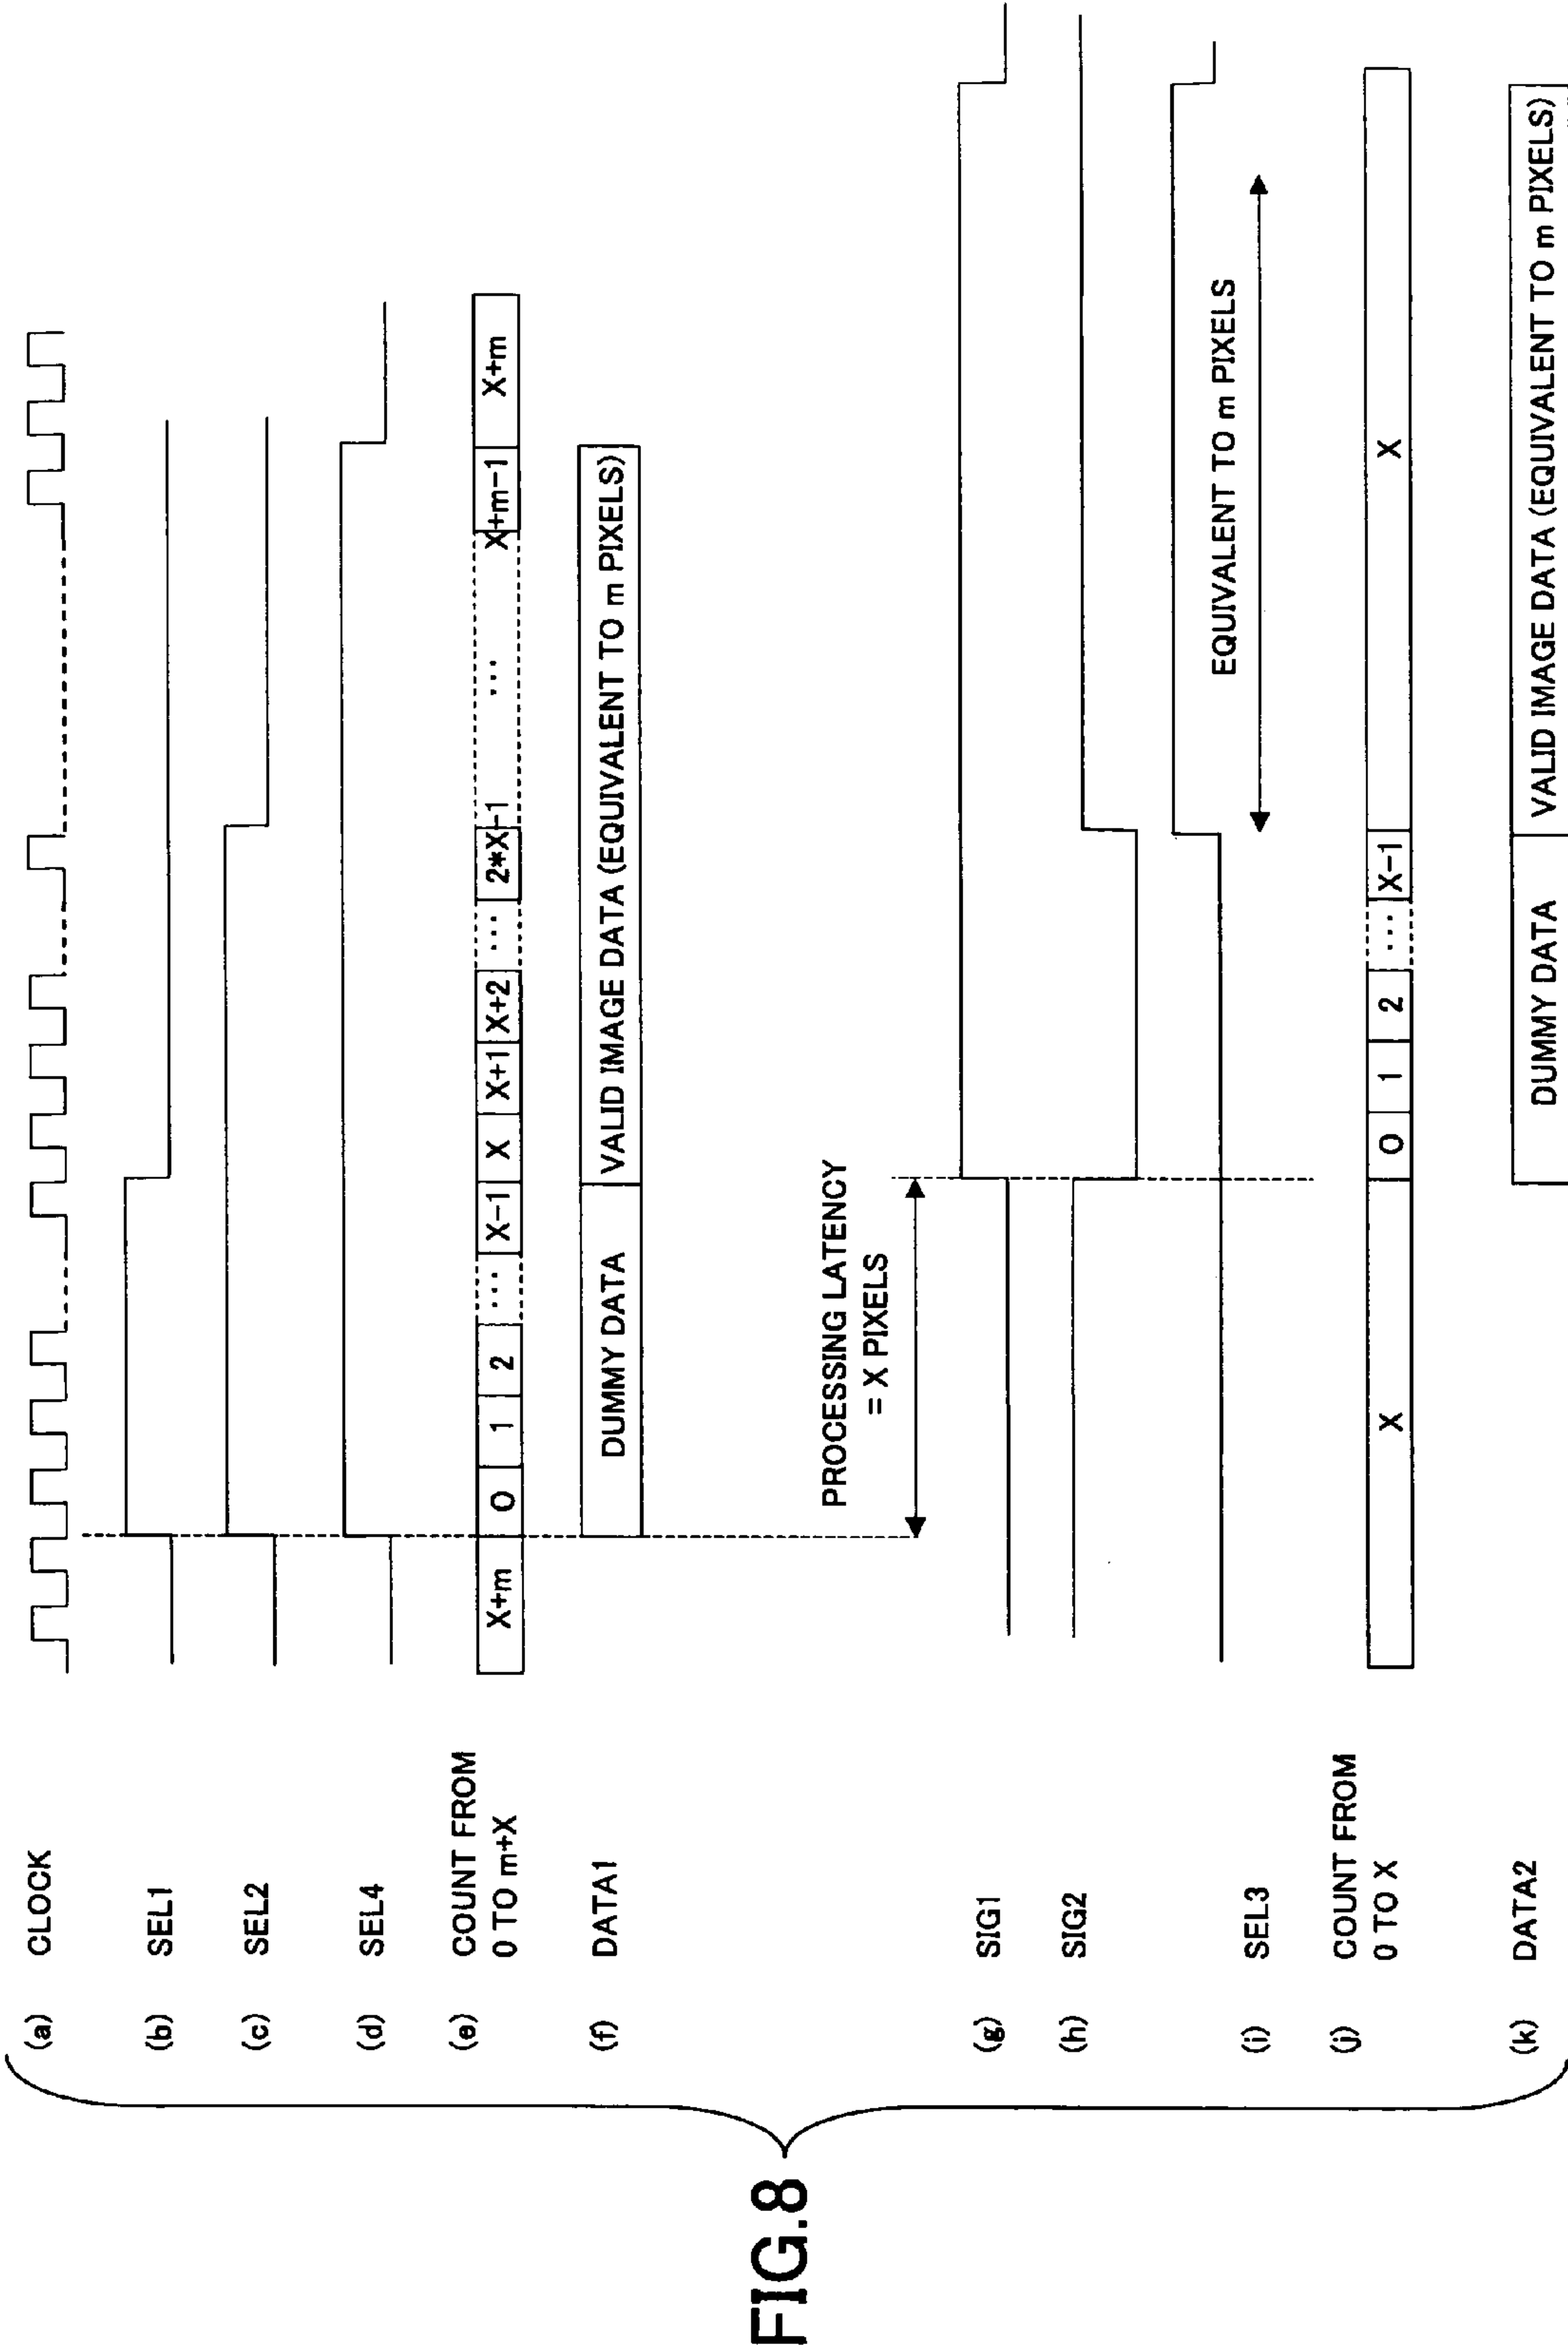 FIG.8
(a) CLOCK
(b) SEL1
(c) SEL2
(d) SEL4
(e) COUNT FROM
0 TO m+X
X+m 0 1 2 ... X-1 X X+1 X+2 ... 2*X-1 ... X+m-1 X+m
(f) DATA1
DUMMY DATA VALID IMAGE DATA (EQUIVALENT TO m PIXELS)
PROCESSING LATENCY
= X PIXELS
(g) SIG1
(h) SIG2
(i) SEL3
EQUIVALENT TO m PIXELS
(j) COUNT FROM
0 TO X
X 0 1 2 ... X-1 X
(k) DATA2
DUMMY DATA VALID IMAGE DATA (EQUIVALENT TO m PIXELS)